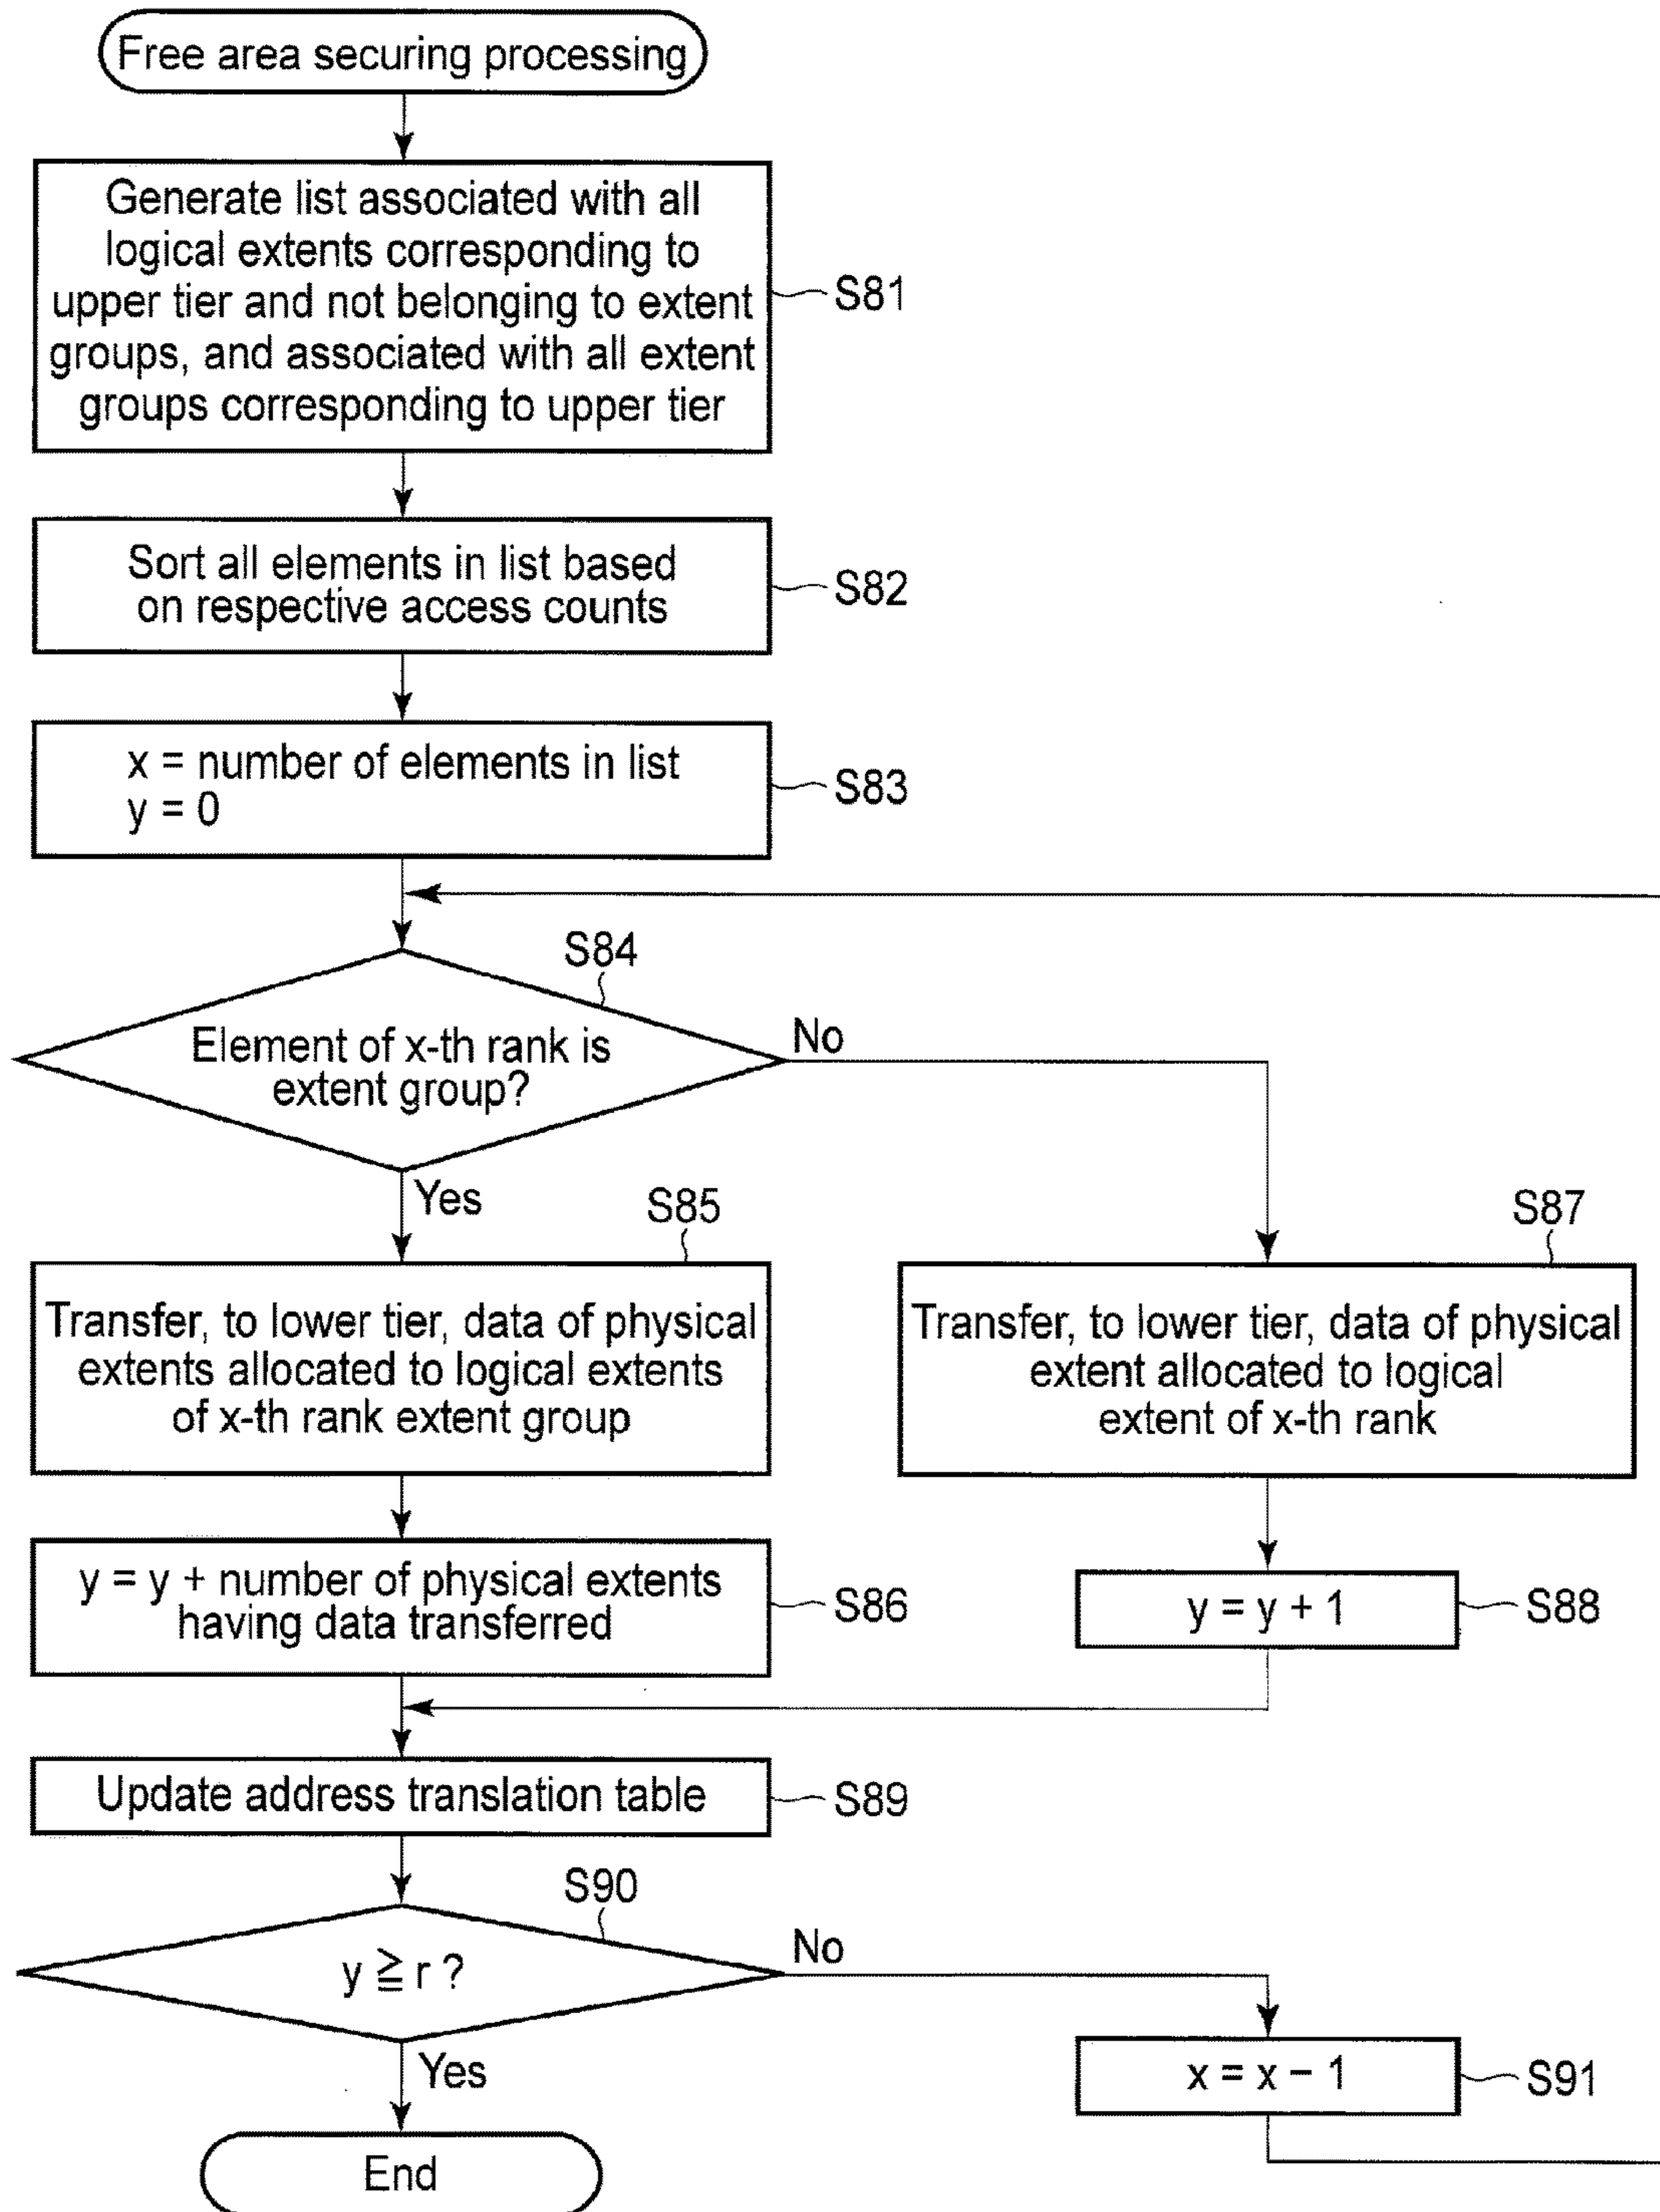 Free area securing processing
Generate list associated with all
logical extents corresponding to
upper tier and not belonging to extent
groups, and associated with all extent
groups corresponding to upper tier
S81
Sort all elements in list based
on respective access counts
S82
x = number of elements in list
y = 0
S83
S84
Element of x-th rank is
extent group?
No
Yes
S85
Transfer, to lower tier, data of physical
extents allocated to logical extents
of x-th rank extent group
S87
Transfer, to lower tier, data of physical
extent allocated to logical
extent of x-th rank
y = y + number of physical extents
having data transferred
S86
y = y + 1
S88
Update address translation table
S89
S90
y ≧ r ?
No
Yes
x = x − 1
S91
End